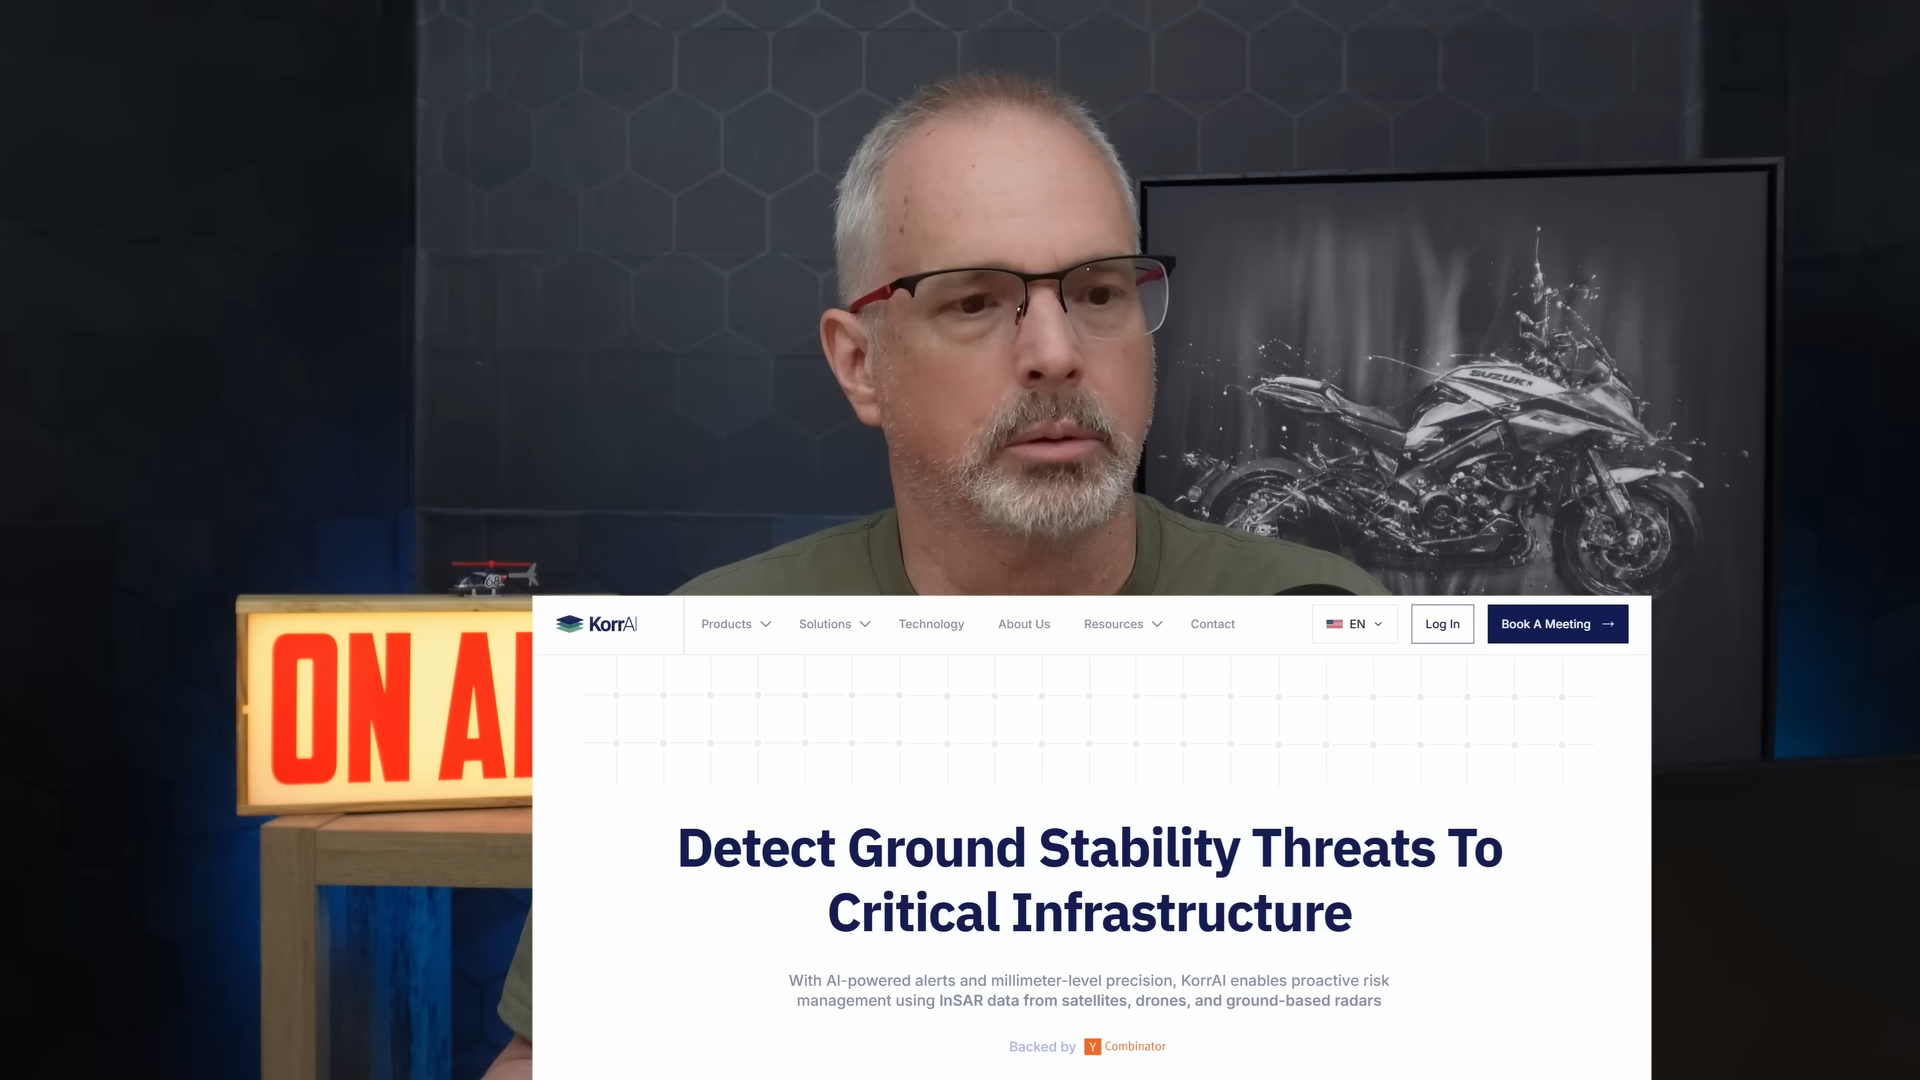 SUZUKI
68
ON AI
KorrAI
Products
Solutions
Technology
About Us
Resources
Contact
EN
Log In
Book A Meeting
Detect Ground Stability Threats To
Critical Infrastructure
With AI-powered alerts and millimeter-level precision, KorrAI enables proactive risk
management using InSAR data from satellites, drones, and ground-based radars
Backed by Y Combinator